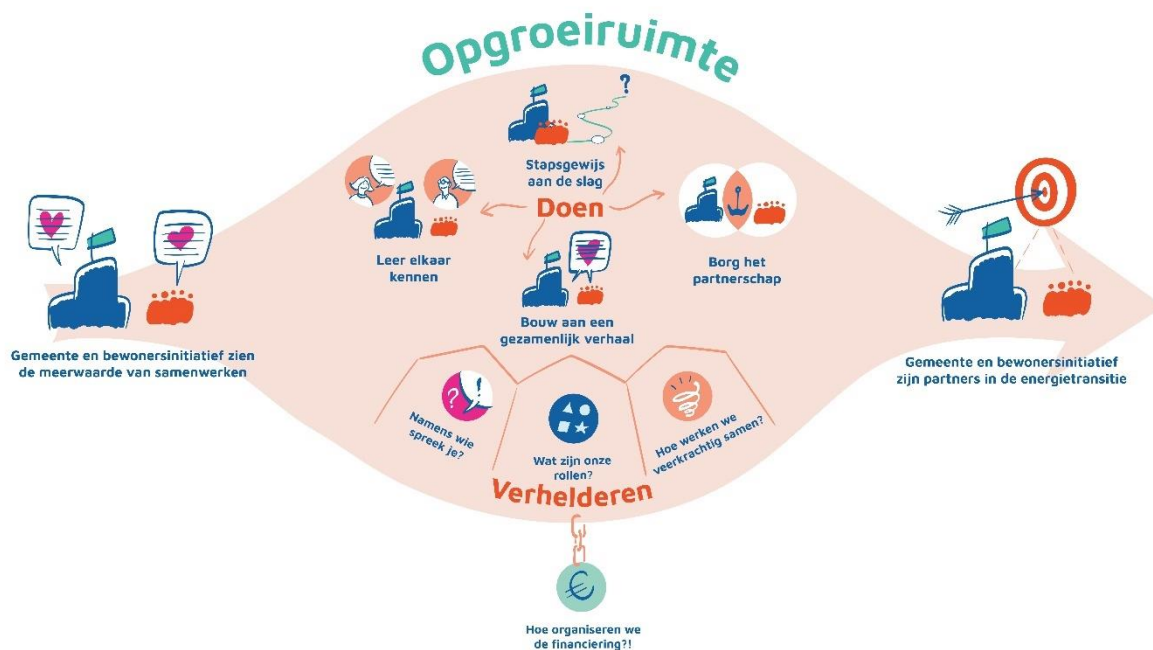 Opgroeiruimte
?
Stapsgewijs
aan de slag
Doen
Leer elkaar
kennen
Borg het
partnerschap
Bouw aan een
gezamenlijk verhaal
Gemeente en bewonersinitiatief zien
de meerwaarde van samenwerken
Gemeente en bewonersinitiatief
zijn partners in de energietransitie
? !
Namens wie
spreek je?
Wat zijn onze
rollen?
Hoe werken we
veerkrachtig samen?
Verhelderen
€
Hoe organiseren we
de financiering?!